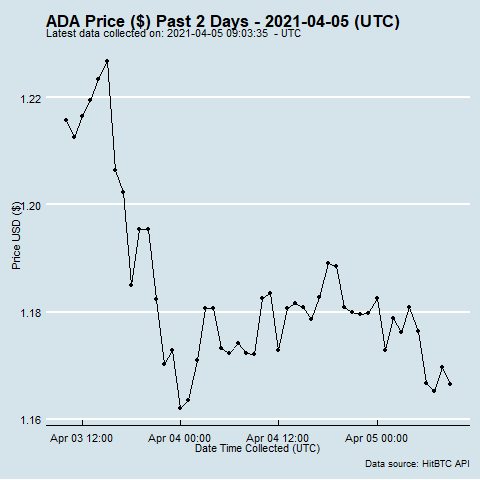 ADA Price ($) Past 2 Days - 2021-04-05 (UTC)
Latest data collected on: 2021-04-05 09:03:35 - UTC
1.22
1.20
1.18
1.16
Price USD ($)
Apr 03 12:00 Apr 04 00:00 Apr 04 12:00 Apr 05 00:00
Date Time Collected (UTC)
Data source: HitBTC API